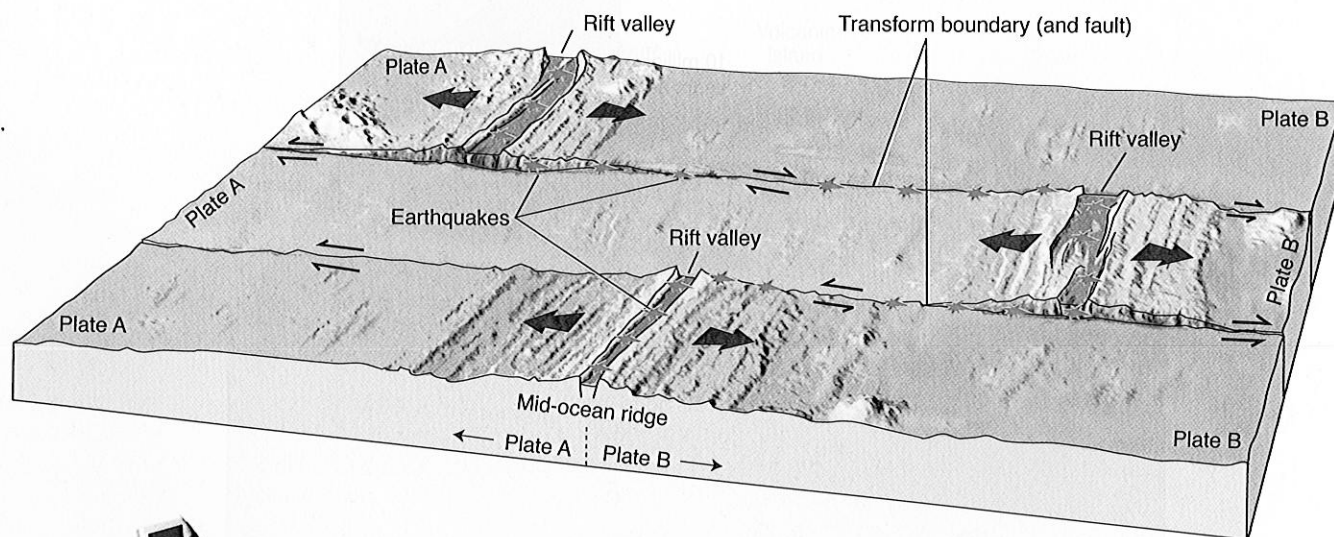 Rift valley
Transform boundary (and fault)
Plate A
Plate B
Rift valley
Plate A
Earthquakes
Rift valley
Plate B
Plate A
Mid-ocean ridge
Plate B
← Plate A
Plate B →